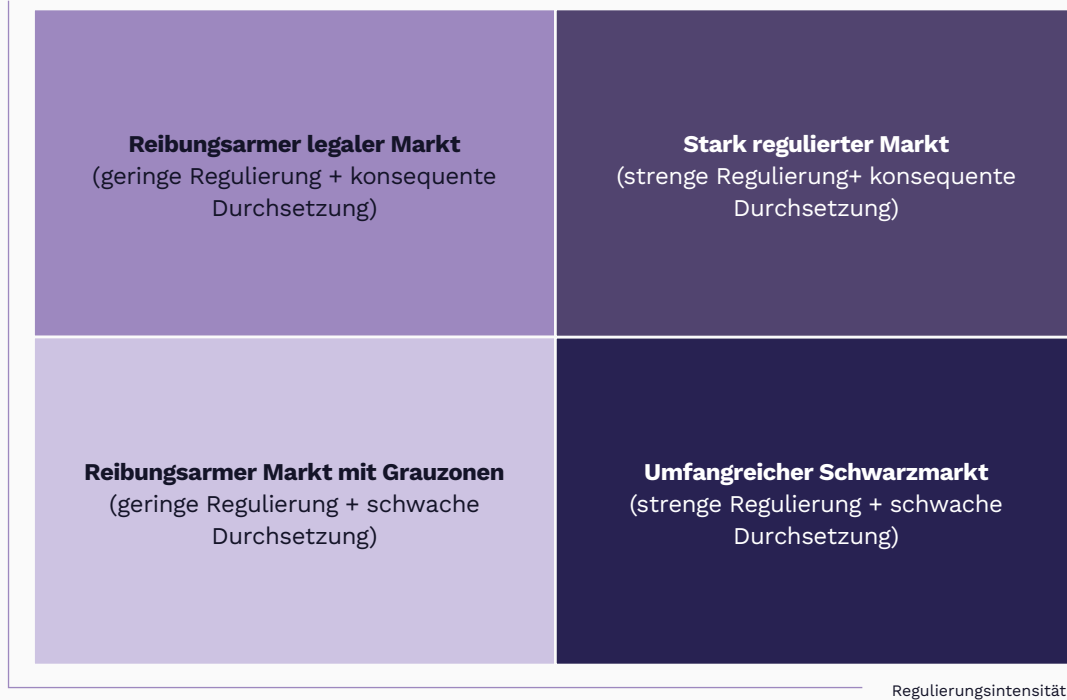 Reibungsarmer legaler Markt
(geringe Regulierung + konsequente
Durchsetzung)
Stark regulierter Markt
(strenge Regulierung+ konsequente
Durchsetzung)
Reibungsarmer Markt mit Grauzonen
(geringe Regulierung + schwache
Durchsetzung)
Umfangreicher Schwarzmarkt
(strenge Regulierung + schwache
Durchsetzung)
Regulierungsintensität